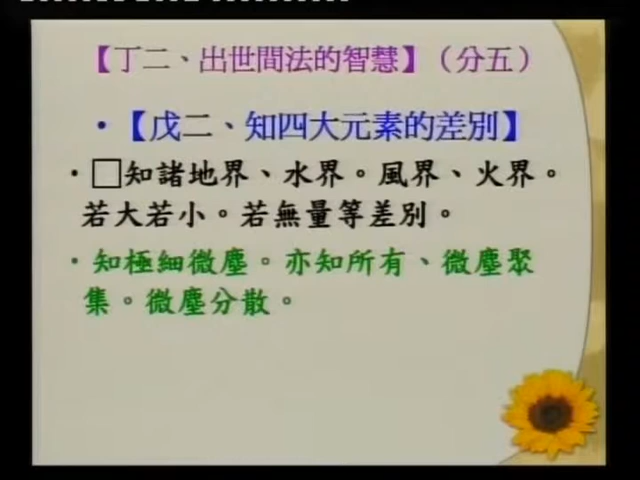 【丁二、出世間法的智慧】（分五）
•【戊二、知四大元素的差別】
• □知諸地界、水界。風界、火界。
若大若小。若無量等差別。
• 知極細微塵。亦知所有、微塵聚
集。微塵分散。